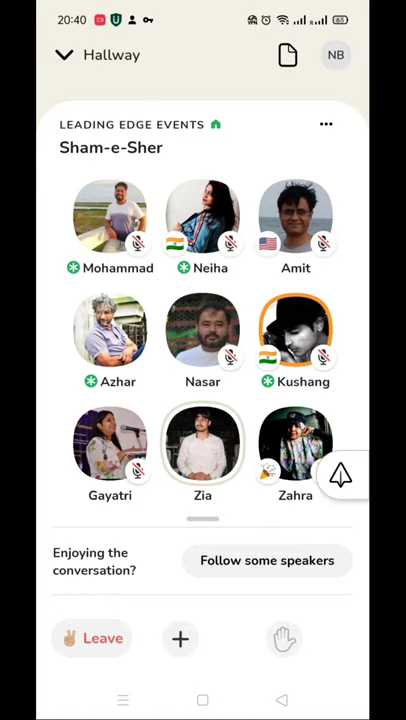 20:40
63
Hallway
NB
LEADING EDGE EVENTS
Sham-e-Sher
Mohammad
Neiha
Amit
Azhar
Nasar
Kushang
Gayatri
Zia
Zahra
Enjoying the
conversation?
Follow some speakers
Leave